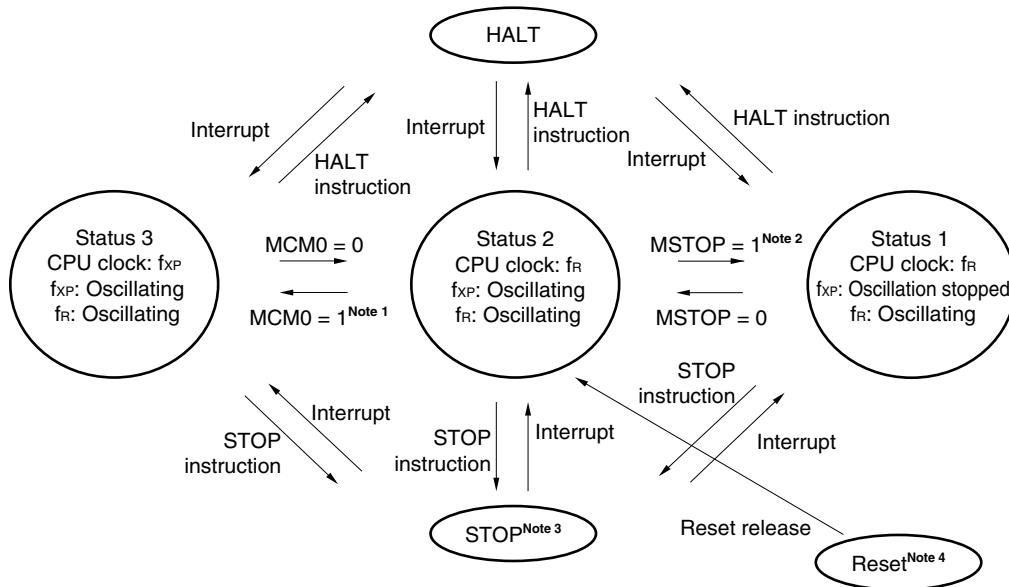 HALT
Interrupt
HALT
instruction
Interrupt
HALT
instruction
Interrupt
HALT instruction
Status 3
CPU clock: fXP
fXP: Oscillating
fR: Oscillating
MCM0 = 0
MCM0 = 1Note 1
Status 2
CPU clock: fR
fXP: Oscillating
fR: Oscillating
MSTOP = 1Note 2
MSTOP = 0
Status 1
CPU clock: fR
fXP: Oscillation stopped
fR: Oscillating
STOP
instruction
Interrupt
STOP
instruction
Interrupt
STOP
instruction
Interrupt
STOPNote 3
Reset release
ResetNote 4